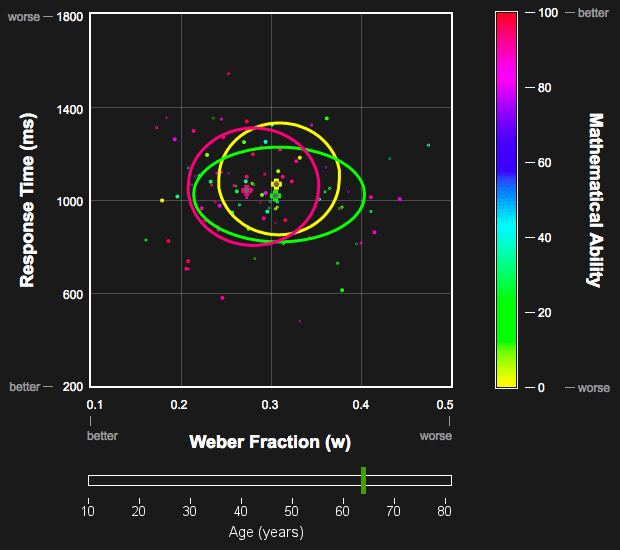 worse
1800
1400
1000
600
200
better
Response Time (ms)
0.1 0.2 0.3 0.4 0.5
better worse
Weber Fraction (w)
10 20 30 40 50 60 70 80
Age (years)
100 better
80
60
40
20
0 worse
Mathematical Ability